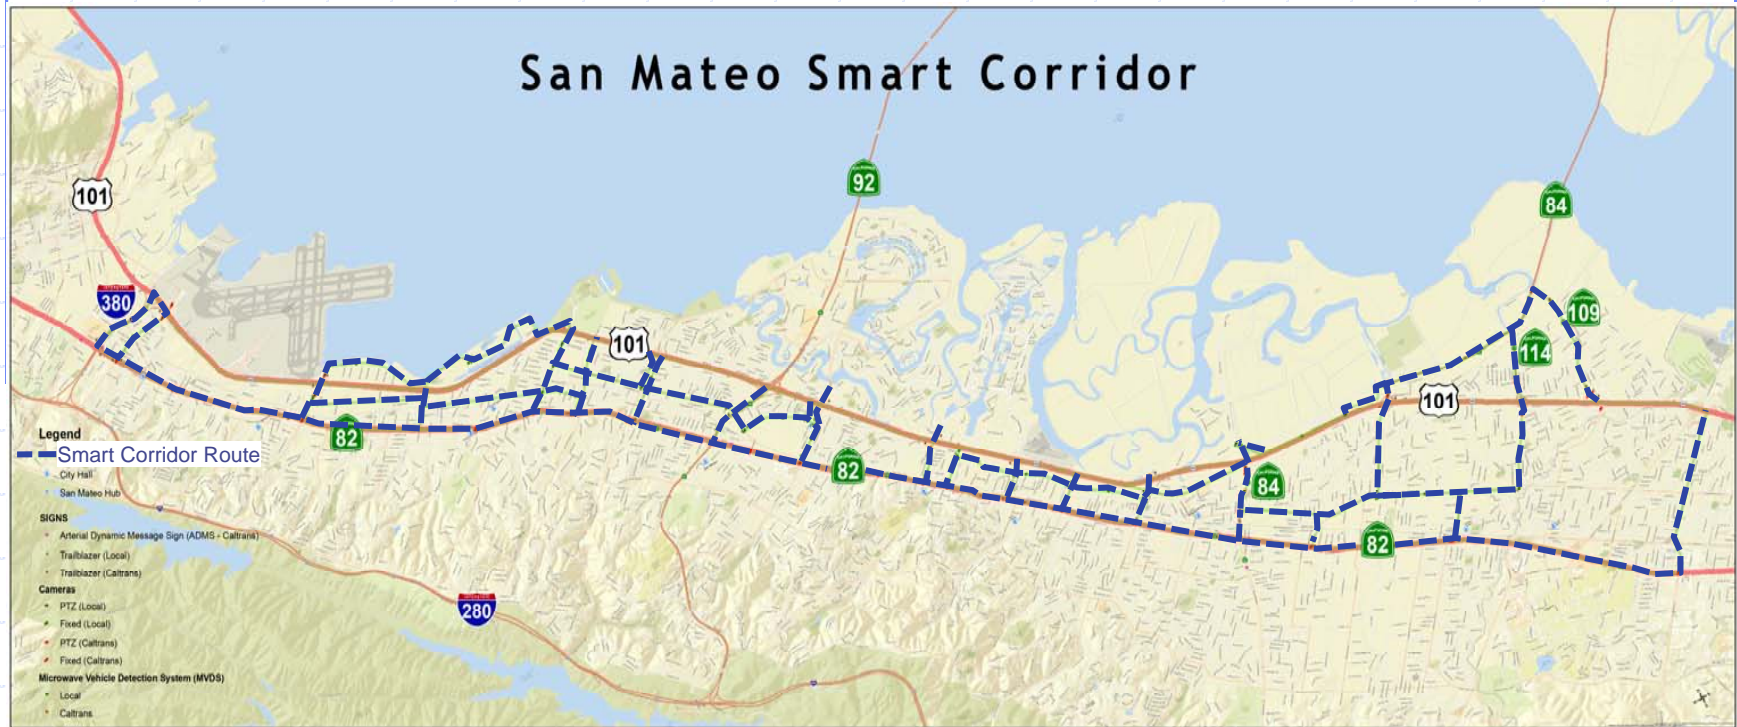 San Mateo Smart Corridor
101
92
84
380
109
101
114
101
82
82
84
82
280
Legend
Smart Corridor Route
City Hall
San Mateo Hub
SIGNS
Arterial Dynamic Message Sign (ADMS - Caltrans)
Trailblazer (Local)
Trailblazer (Caltrans)
Cameras
PTZ (Local)
Fixed (Local)
PTZ (Caltrans)
Fixed (Caltrans)
Microwave Vehicle Detection System (MVDS)
Local
Caltrans